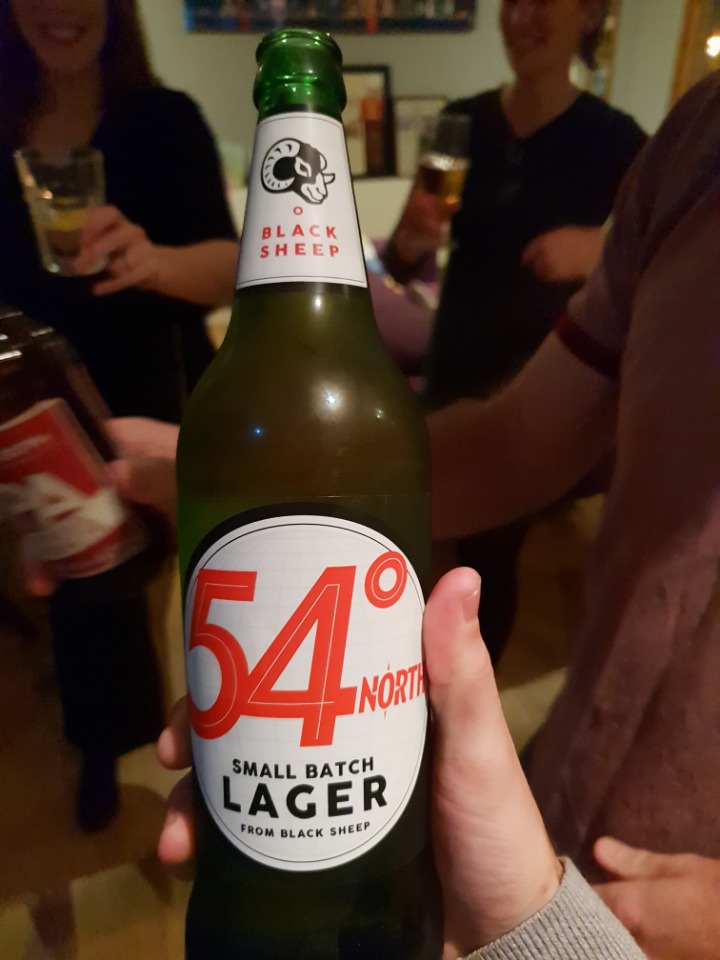 BLACK
SHEEP
54°
NORTH
SMALL BATCH
LAGER
FROM BLACK SHEEP